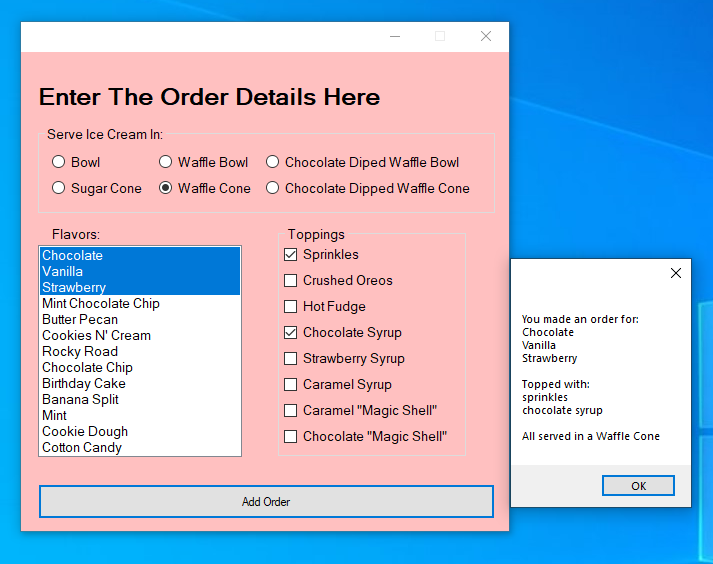 Enter The Order Details Here
Serve Ice Cream In:
Bowl
Waffle Bowl
Chocolate Diped Waffle Bowl
Sugar Cone
Waffle Cone
Chocolate Dipped Waffle Cone
Flavors:
Chocolate
Vanilla
Strawberry
Mint Chocolate Chip
Butter Pecan
Cookies N' Cream
Rocky Road
Chocolate Chip
Birthday Cake
Banana Split
Mint
Cookie Dough
Cotton Candy
Toppings
Sprinkles
Crushed Oreos
Hot Fudge
Chocolate Syrup
Strawberry Syrup
Caramel Syrup
Caramel "Magic Shell"
Chocolate "Magic Shell"
Add Order
You made an order for:
Chocolate
Vanilla
Strawberry
Topped with:
sprinkles
chocolate syrup
All served in a Waffle Cone
OK